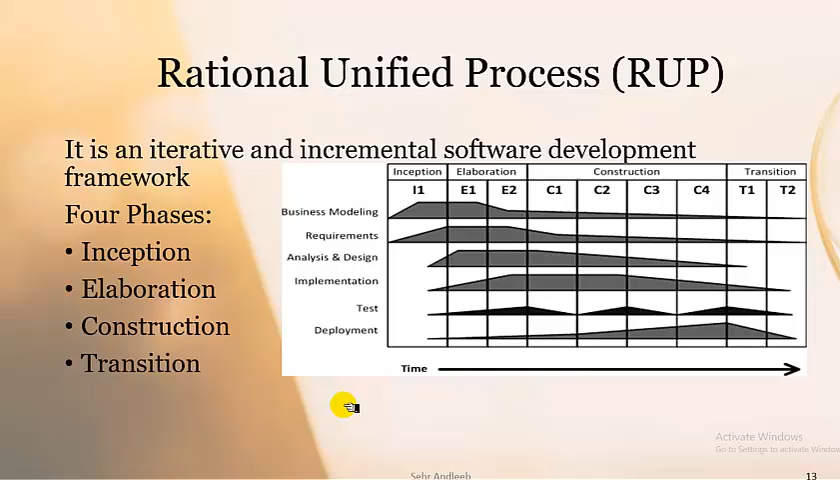 Rational Unified Process (RUP)
It is an iterative and incremental software development
framework
Four Phases:
• Inception
• Elaboration
• Construction
• Transition
Inception Elaboration Construction Transition
I1 E1 E2 C1 C2 C3 C4 T1 T2
Business Modeling
Requirements
Analysis & Design
Implementation
Test
Deployment
Time
Activate Windows
Go to Settings to activate Windows
Sehr Andleeb
13